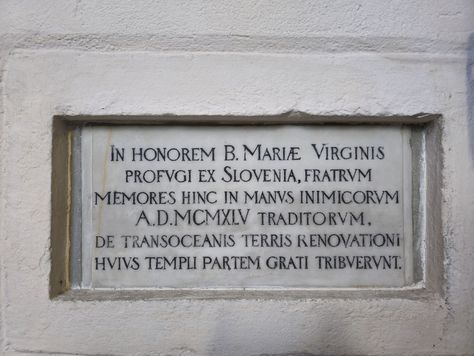 IN HONOREM B. MARIÆ VIRGINIS
PROFVGI EX SLOVENIA, FRATRVM
MEMORES HINC IN MANVS INIMICORVM
A.D.MCMXLV TRADITORVM,
DE TRANSOCEANIS TERRIS RENOVATIONI
HVIVS TEMPLI PARTEM GRATI TRIBVERVNT.